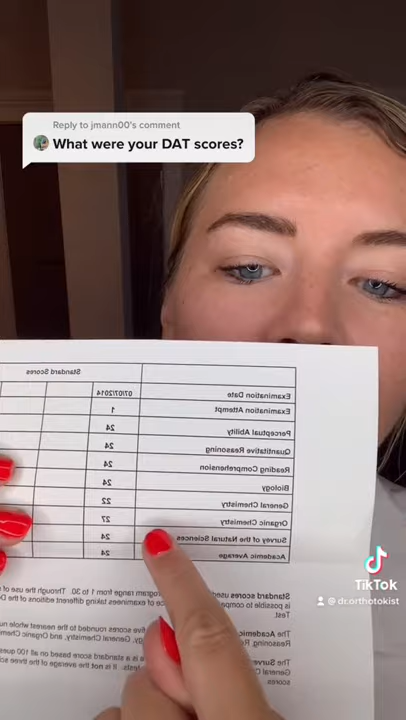 Reply to jmann00's comment
What were your DAT scores?
Standard Scores
Examination Date 07/07/2014
Examination Attempt 1
Perceptual Ability 24
Quantitative Reasoning 24
Reading Comprehension 24
Biology 24
General Chemistry 22
Organic Chemistry 27
Survey of the Natural Sciences 24
Academic Average 24
Standard scores used program range from 1 to 30. Through the use of
is possible to of examinees taking different editions of the
Test
The Academic five scores rounded to the nearest whole
Reasoning General Chemistry, and Organic
The is a standard score based on all 100
General It is not the average of the three
scores
TikTok
@dr.orthotokist